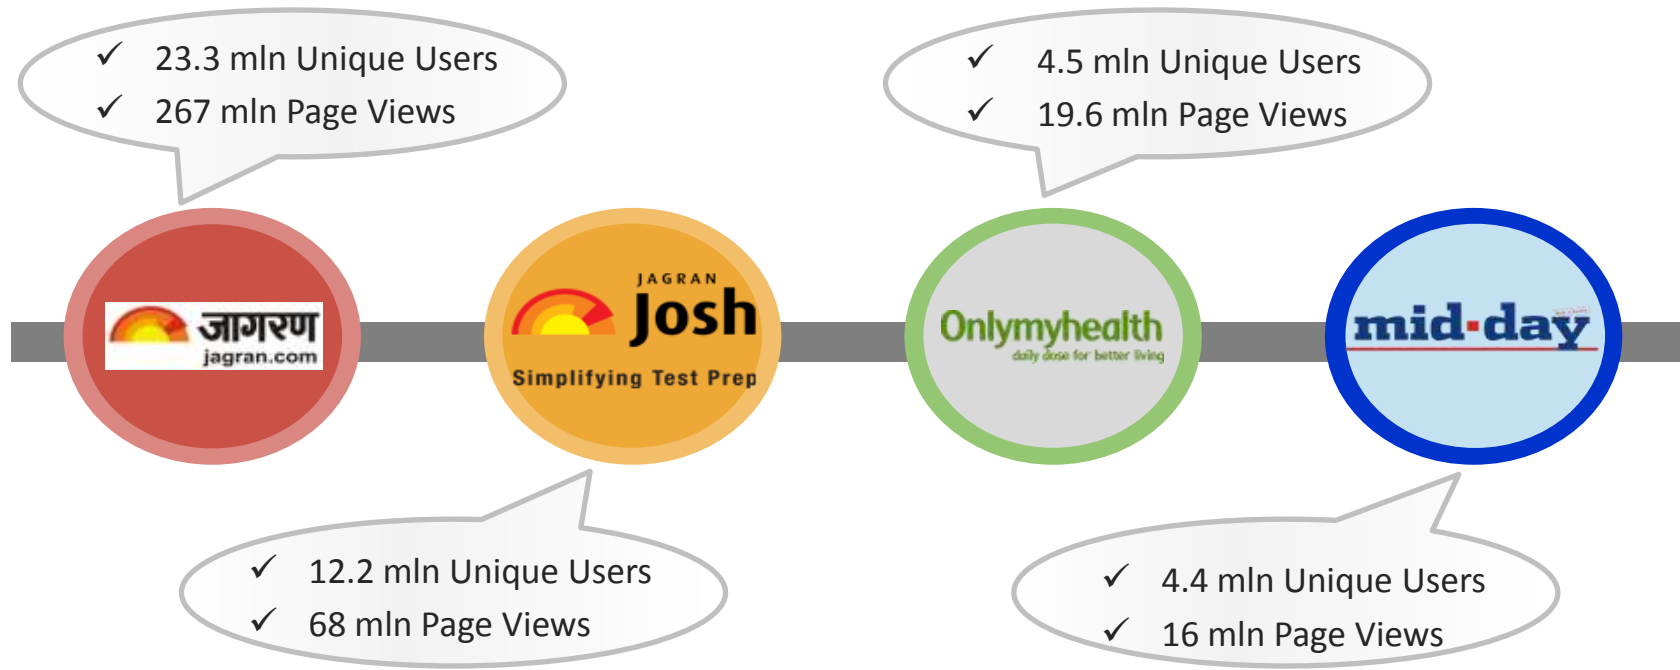 ✓ 23.3 mln Unique Users
✓ 267 mln Page Views
✓ 4.5 mln Unique Users
✓ 19.6 mln Page Views
जागरण
jagran.com
JAGRAN
Josh
Simplifying Test Prep
Onlymyhealth
daily dose for better living
mid-day
✓ 12.2 mln Unique Users
✓ 68 mln Page Views
✓ 4.4 mln Unique Users
✓ 16 mln Page Views